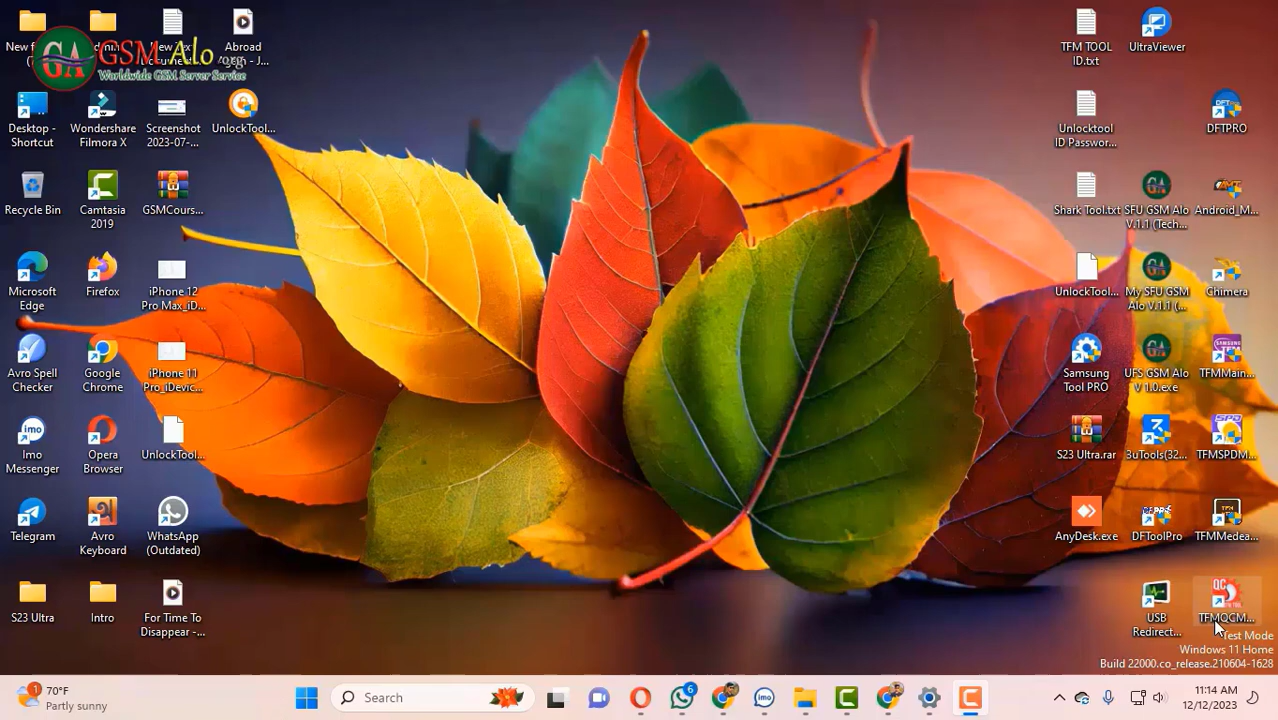 New f...
New Text
Abroad
Again - J...
GSM Alo
Worldwide GSM Server Service
GA
TFM TOOL
ID.txt
UltraViewer
Desktop -
Shortcut
Wondershare
Filmora X
Screenshot
2023-07-...
UnlockTool...
Unlocktool
ID Passwor...
DFTPRO
Recycle Bin
Camtasia
2019
GSMCours...
Shark Tool.txt
SFU GSM Alo
V.1.1 (Tech...
Android_M...
Microsoft
Edge
Firefox
iPhone 12
Pro Max_iD...
UnlockTool...
My SFU GSM
Alo V.1.1 (...
Chimera
Avro Spell
Checker
Google
Chrome
iPhone 11
Pro_iDevic...
Samsung
Tool PRO
UFS GSM Alo
V 1.0.exe
TFMMain...
Imo
Messenger
Opera
Browser
UnlockTool...
S23 Ultra.rar
3uTools(32...
TFMSPDM...
Telegram
Avro
Keyboard
WhatsApp
(Outdated)
AnyDesk.exe
DFToolPro
TFMMedea...
S23 Ultra
Intro
For Time To
Disappear -...
USB
Redirect...
TFMQCM...
Test Mode
Windows 11 Home
Build 22000.co_release.210604-1628
1
70°F
Partly sunny
Search
6
11:14 AM
12/12/2023